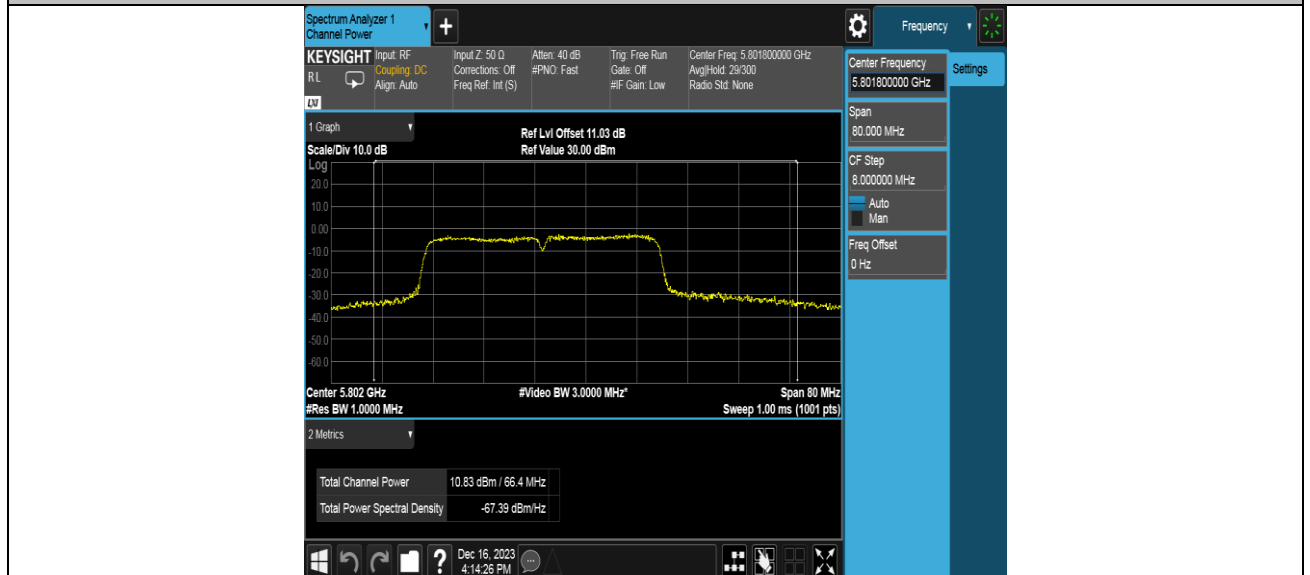 Spectrum Analyzer 1
Channel Power
+
Frequency
KEYSIGHT
RL
LXI
Input: RF
Coupling: DC
Align: Auto
Input Z: 50 Ω
Corrections: Off
Freq Ref: Int (S)
Atten: 40 dB
#PNO: Fast
Trig: Free Run
Gate: Off
#IF Gain: Low
Center Freq: 5.801800000 GHz
Avg|Hold: 29/300
Radio Std: None
Center Frequency
5.801800000 GHz
Settings
Span
80.000 MHz
CF Step
8.000000 MHz
Auto
Man
Freq Offset
0 Hz
1 Graph
Scale/Div 10.0 dB
Ref Lvl Offset 11.03 dB
Ref Value 30.00 dBm
Log
20.0
10.0
0.00
-10.0
-20.0
-30.0
-40.0
-50.0
-60.0
Center 5.802 GHz
#Video BW 3.0000 MHz*
Span 80 MHz
#Res BW 1.0000 MHz
Sweep 1.00 ms (1001 pts)
2 Metrics
Total Channel Power 10.83 dBm / 66.4 MHz
Total Power Spectral Density -67.39 dBm/Hz
?
Dec 16, 2023
4:14:26 PM